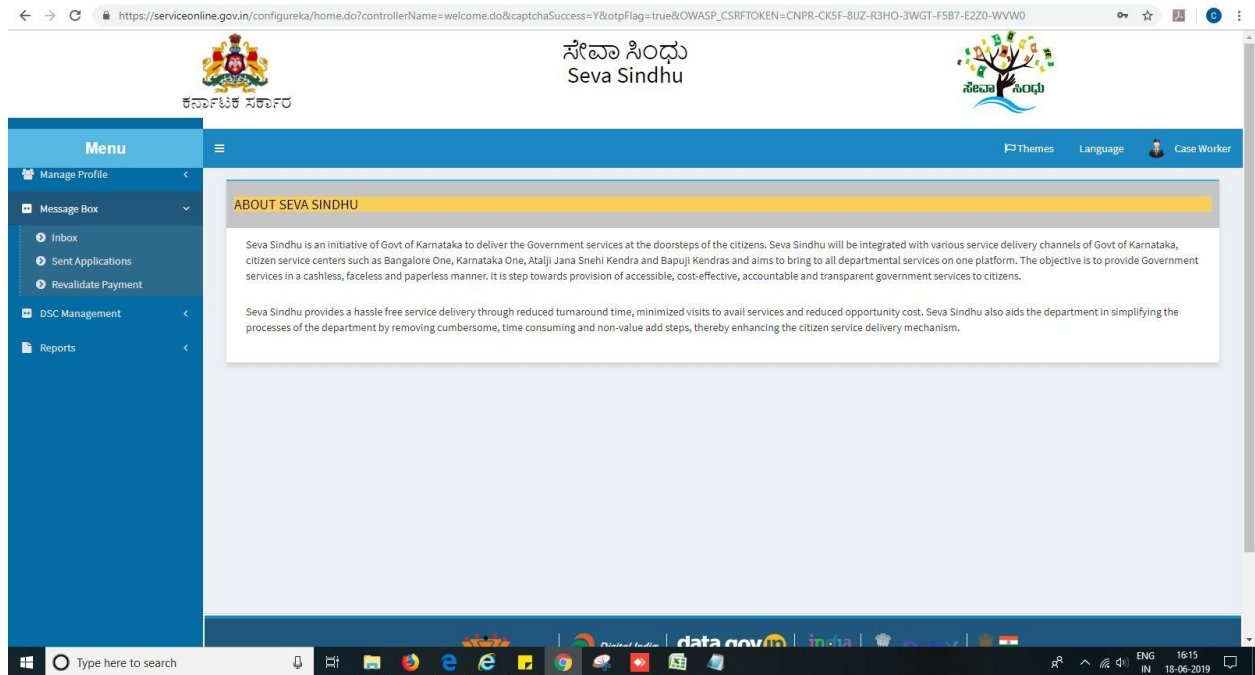 https://serviceonline.gov.in/configureka/home.do?controllerName=welcome.do&captchaSuccess=Y&otpFlag=true&OWASP_CSRFTOKEN=CNPR-CK5F-8IJZ-R3HO-3WGT-F5B7-E2Z0-WVW0
ಕರ್ನಾಟಕ ಸರ್ಕಾರ
ಸೇವಾ ಸಿಂಧು
Seva Sindhu
ಸೇವಾ ಸಿಂಧು
Menu
Themes Language Case Worker
Manage Profile
Message Box
Inbox
Sent Applications
Revalidate Payment
DSC Management
Reports
ABOUT SEVA SINDHU
Seva Sindhu is an initiative of Govt of Karnataka to deliver the Government services at the doorsteps of the citizens. Seva Sindhu will be integrated with various service delivery channels of Govt of Karnataka,
citizen service centers such as Bangalore One, Karnataka One, Atalji Jana Snehi Kendra and Bapuji Kendras and aims to bring to all departmental services on one platform. The objective is to provide Government
services in a cashless, faceless and paperless manner. It is step towards provision of accessible, cost-effective, accountable and transparent government services to citizens.
Seva Sindhu provides a hassle free service delivery through reduced turnaround time, minimized visits to avail services and reduced opportunity cost. Seva Sindhu also aids the department in simplifying the
processes of the department by removing cumbersome, time consuming and non-value add steps, thereby enhancing the citizen service delivery mechanism.
Digital India data.gov.in india
Type here to search
ENG 16:15
IN 18-06-2019